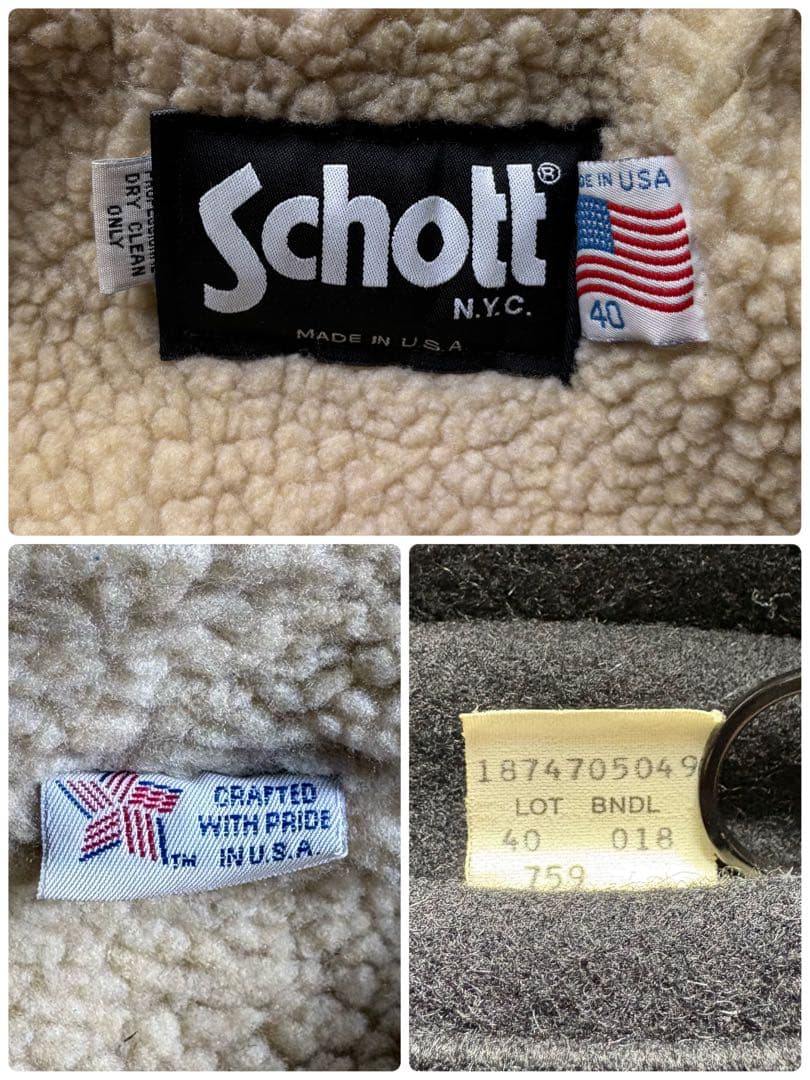 DRY CLEAN
ONLY
Schott®
N.Y.C.
MADE IN U.S.A
DE IN USA
40
CRAFTED
WITH PRIDE
IN U.S.A.
TM
1874705049
LOT BNDL
40 018
759